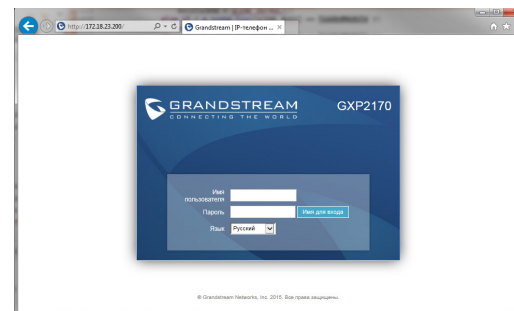 http://172.18.23.200/
Grandstream | IP-телефон ...
GRANDSTREAM
CONNECTING THE WORLD
GXP2170
Имя
пользователя
Пароль
Имя для входа
Язык
Русский
© Grandstream Networks, Inc. 2016. Все права защищены.